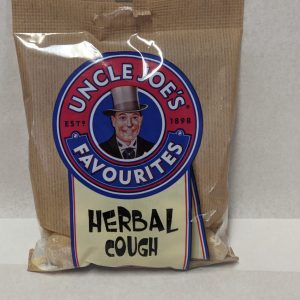 UNCLE JOE'S
ESTD 1898
FAVOURITES
HERBAL
COUGH